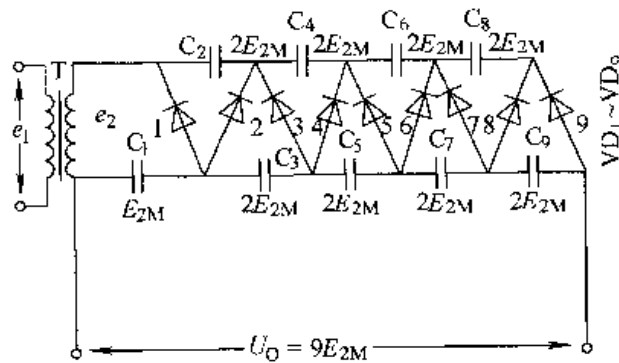 C₂ 2E₂M C₄ 2E₂M C₆ 2E₂M C₈ 2E₂M
T
e₁ e₂ 1 2 3 4 5 6 7 8 9
C₁ C₃ C₅ C₇ C₉
E₂M 2E₂M 2E₂M 2E₂M 2E₂M
VD₁~VD₉
U_O = 9E₂M